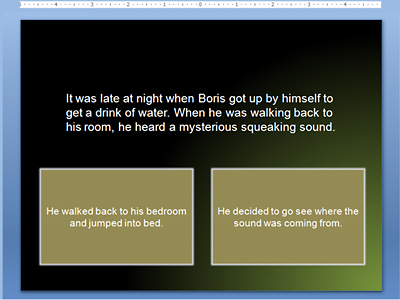 It was late at night when Boris got up by himself to
get a drink of water. When he was walking back to
his room, he heard a mysterious squeaking sound.
He walked back to his bedroom
and jumped into bed.
He decided to go see where the
sound was coming from.